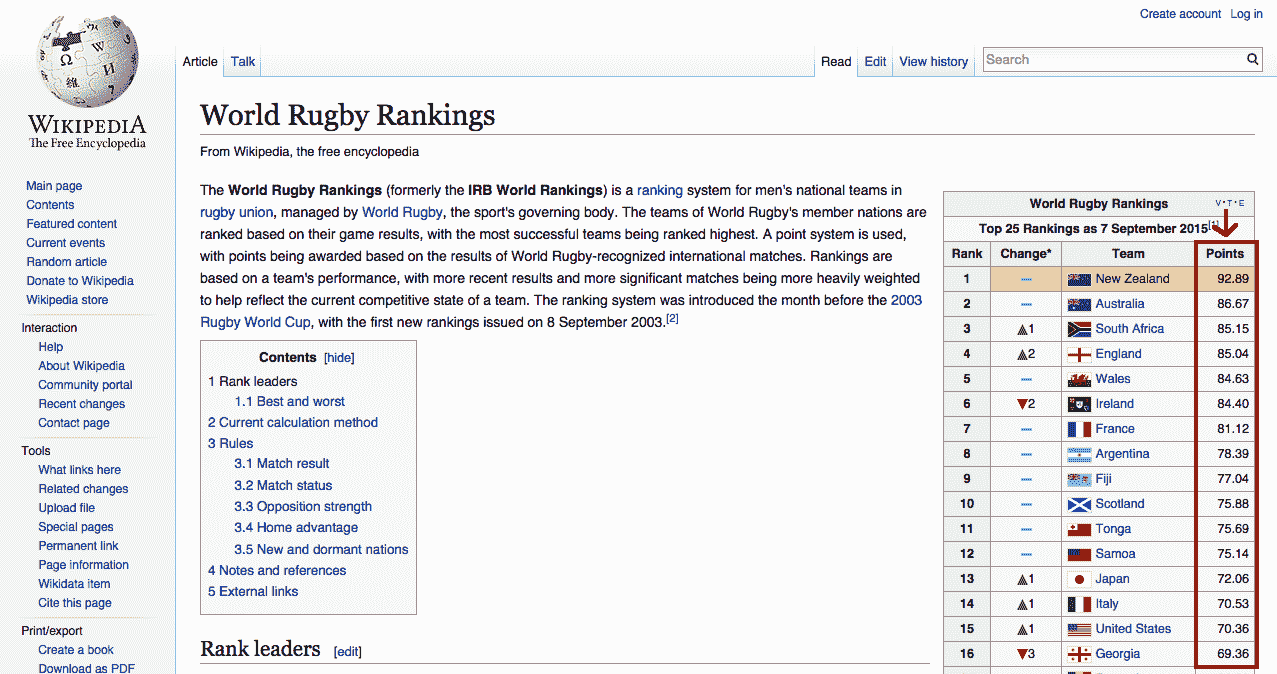 Create account Log in
Article Talk Read Edit View history Search
WIKIPEDIA
The Free Encyclopedia
Main page
Contents
Featured content
Current events
Random article
Donate to Wikipedia
Wikipedia store
Interaction
Help
About Wikipedia
Community portal
Recent changes
Contact page
Tools
What links here
Related changes
Upload file
Special pages
Permanent link
Page information
Wikidata item
Cite this page
Print/export
Create a book
Download as PDF
World Rugby Rankings
From Wikipedia, the free encyclopedia
The World Rugby Rankings (formerly the IRB World Rankings) is a ranking system for men's national teams in
rugby union, managed by World Rugby, the sport's governing body. The teams of World Rugby's member nations are
ranked based on their game results, with the most successful teams being ranked highest. A point system is used,
with points being awarded based on the results of World Rugby-recognized international matches. Rankings are
based on a team's performance, with more recent results and more significant matches being more heavily weighted
to help reflect the current competitive state of a team. The ranking system was introduced the month before the 2003
Rugby World Cup, with the first new rankings issued on 8 September 2003.[2]
Contents [hide]
1 Rank leaders
1.1 Best and worst
2 Current calculation method
3 Rules
3.1 Match result
3.2 Match status
3.3 Opposition strength
3.4 Home advantage
3.5 New and dormant nations
4 Notes and references
5 External links
Rank leaders [edit]
World Rugby Rankings V·T·E
Top 25 Rankings as 7 September 2015[1]
Rank Change* Team Points
1 — New Zealand 92.89
2 — Australia 86.67
3 ▲1 South Africa 85.15
4 ▲2 England 85.04
5 — Wales 84.63
6 ▼2 Ireland 84.40
7 — France 81.12
8 — Argentina 78.39
9 — Fiji 77.04
10 — Scotland 75.88
11 — Tonga 75.69
12 — Samoa 75.14
13 ▲1 Japan 72.06
14 ▲1 Italy 70.53
15 ▲1 United States 70.36
16 ▼3 Georgia 69.36